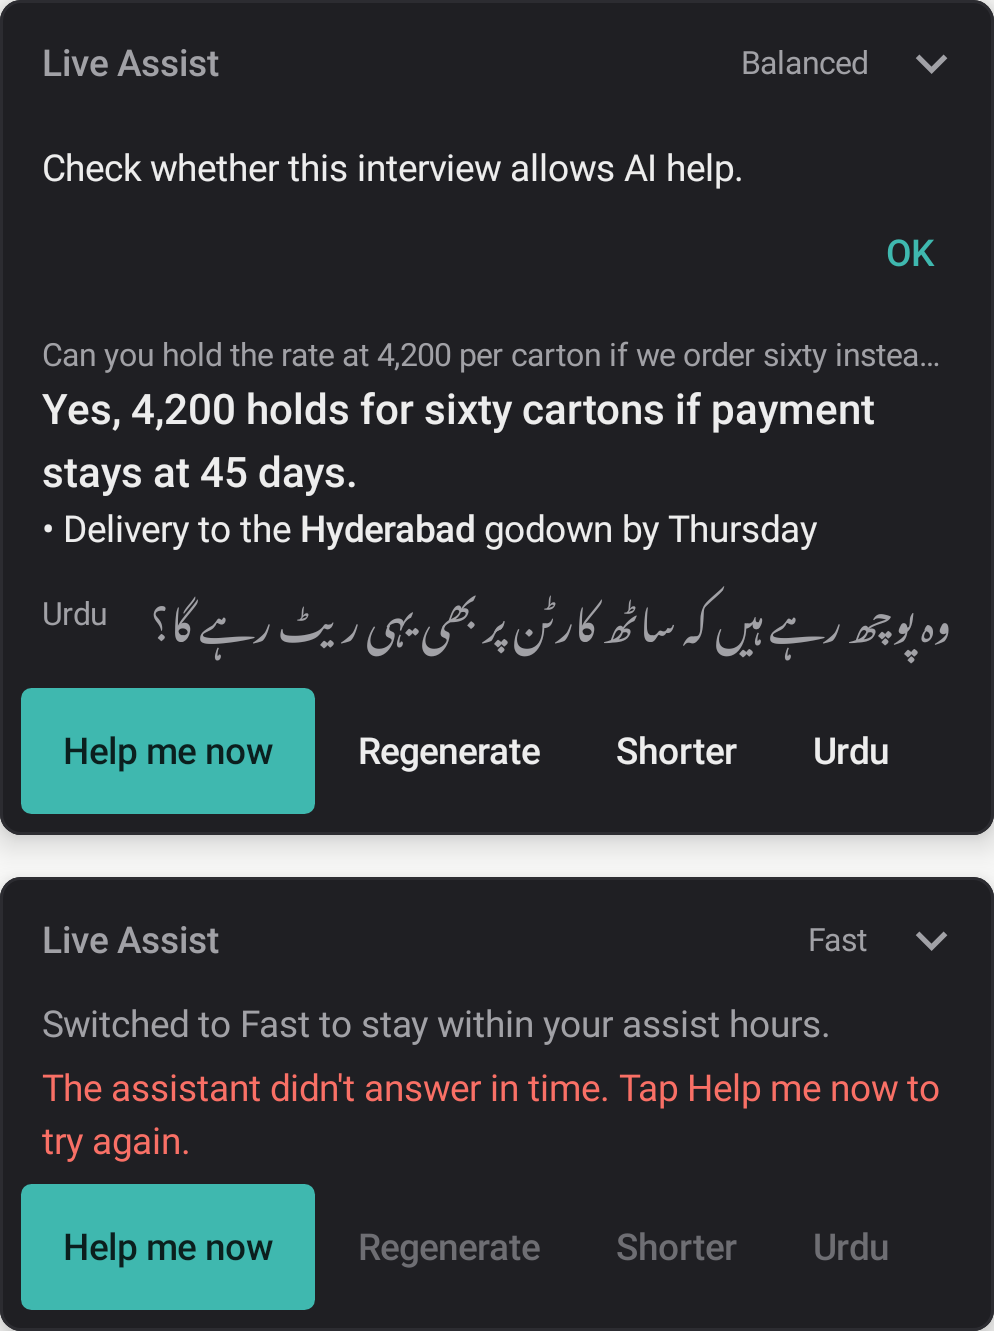 Live Assist
Balanced
Check whether this interview allows AI help.
OK
Can you hold the rate at 4,200 per carton if we order sixty instea…
Yes, 4,200 holds for sixty cartons if payment
stays at 45 days.
• Delivery to the Hyderabad godown by Thursday
Urdu
وہ پوچھ رہے ہیں کہ ساٹھ کارٹن پر بھی یہی ریٹ رہے گا؟
Help me now
Regenerate
Shorter
Urdu
Live Assist
Fast
Switched to Fast to stay within your assist hours.
The assistant didn't answer in time. Tap Help me now to
try again.
Help me now
Regenerate
Shorter
Urdu